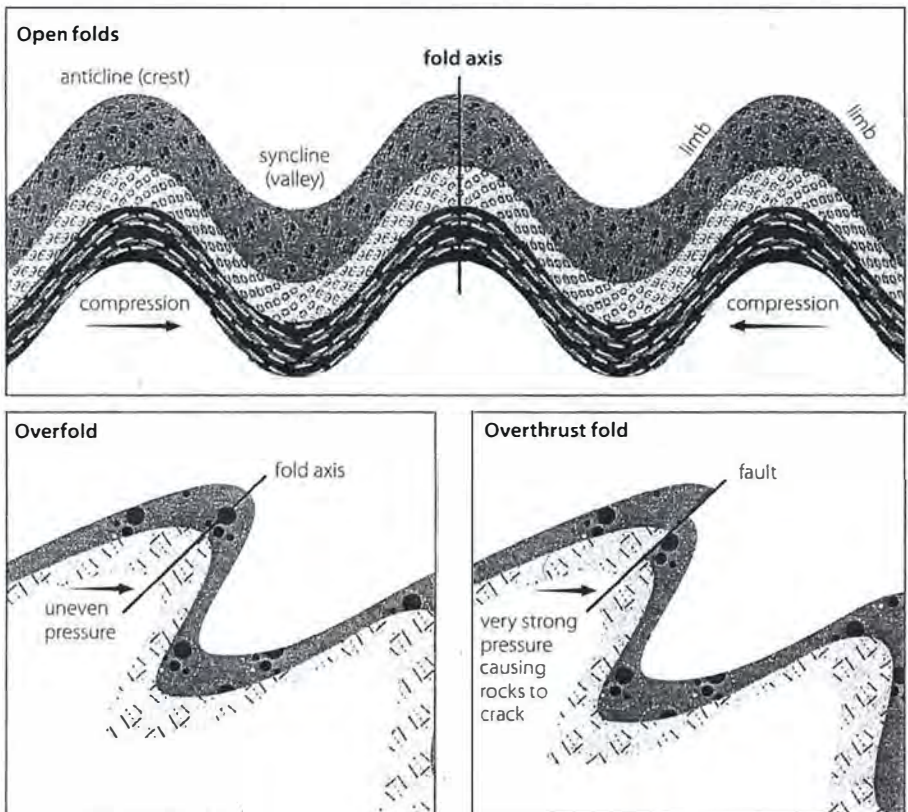 Open folds
fold axis
anticline (crest)
syncline
(valley)
limb
limb
compression
compression
Overfold
fold axis
uneven
pressure
Overthrust fold
fault
very strong
pressure
causing
rocks to
crack